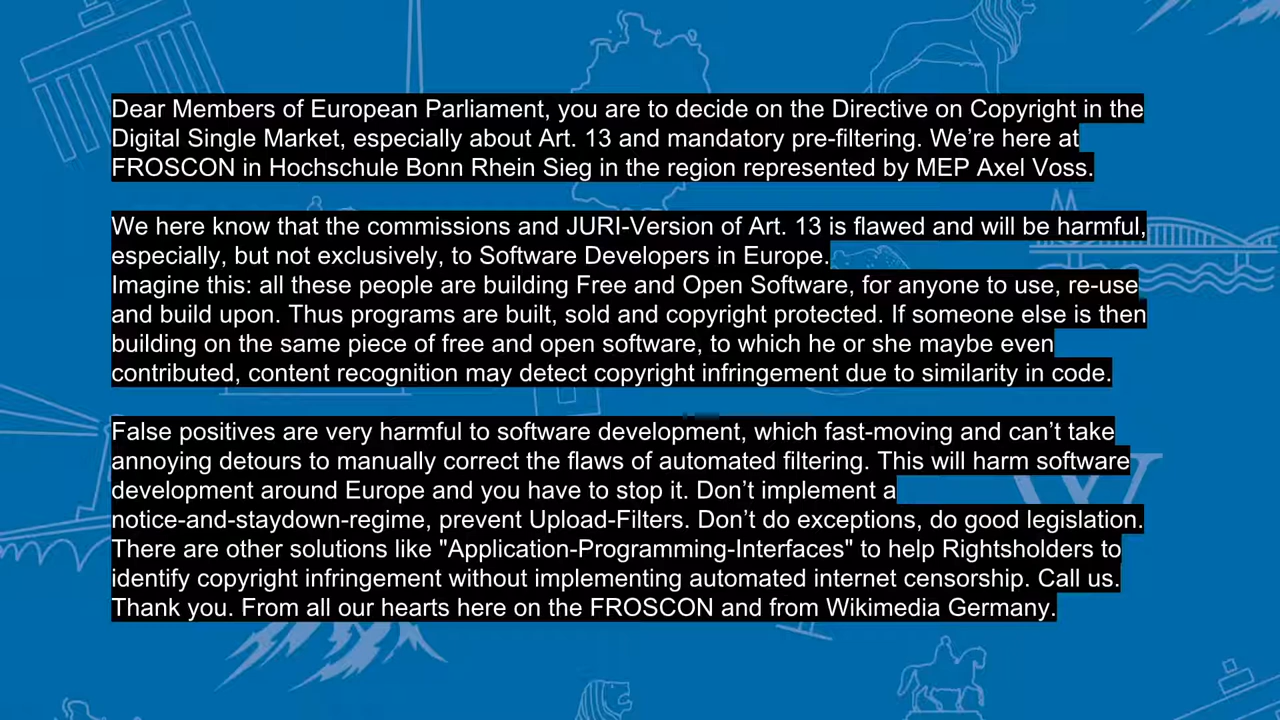 Dear Members of European Parliament, you are to decide on the Directive on Copyright in the
Digital Single Market, especially about Art. 13 and mandatory pre-filtering. We’re here at
FROSCON in Hochschule Bonn Rhein Sieg in the region represented by MEP Axel Voss.
We here know that the commissions and JURI-Version of Art. 13 is flawed and will be harmful,
especially, but not exclusively, to Software Developers in Europe.
Imagine this: all these people are building Free and Open Software, for anyone to use, re-use
and build upon. Thus programs are built, sold and copyright protected. If someone else is then
building on the same piece of free and open software, to which he or she maybe even
contributed, content recognition may detect copyright infringement due to similarity in code.
False positives are very harmful to software development, which fast-moving and can’t take
annoying detours to manually correct the flaws of automated filtering. This will harm software
development around Europe and you have to stop it. Don’t implement a
notice-and-staydown-regime, prevent Upload-Filters. Don’t do exceptions, do good legislation.
There are other solutions like "Application-Programming-Interfaces" to help Rightsholders to
identify copyright infringement without implementing automated internet censorship. Call us.
Thank you. From all our hearts here on the FROSCON and from Wikimedia Germany.
W